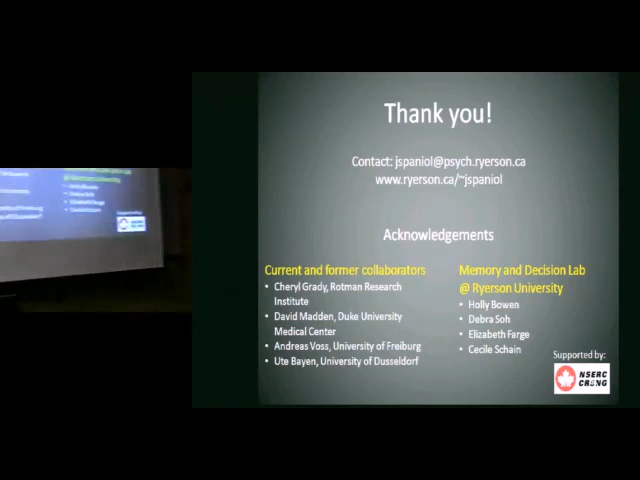 Thank you!
Contact: jspaniol@psych.ryerson.ca
www.ryerson.ca/~jspaniol
Acknowledgements
Current and former collaborators
• Cheryl Grady, Rotman Research
Institute
• David Madden, Duke University
Medical Center
• Andreas Voss, University of Freiburg
• Ute Bayen, University of Dusseldorf
Memory and Decision Lab
@ Ryerson University
• Holly Bowen
• Debra Soh
• Elizabeth Farge
• Cecile Schain
Supported by:
NSERC
CRSNG